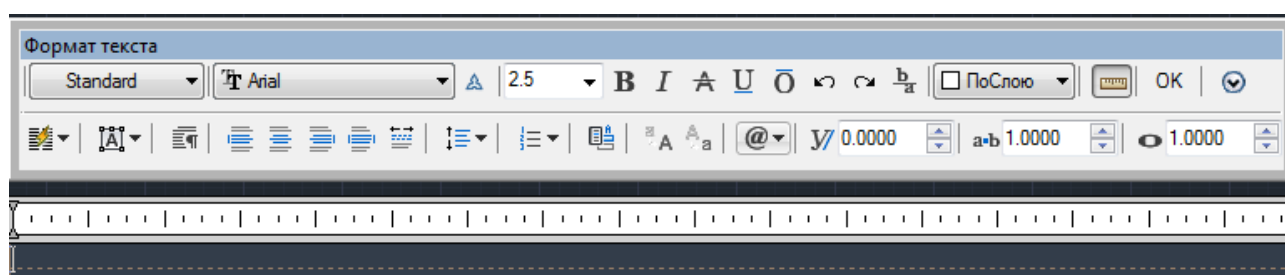 Формат текста
Standard Arial 2.5 B I A U O b/a ПоСлою OK
@ 0.0000 a•b 1.0000 1.0000